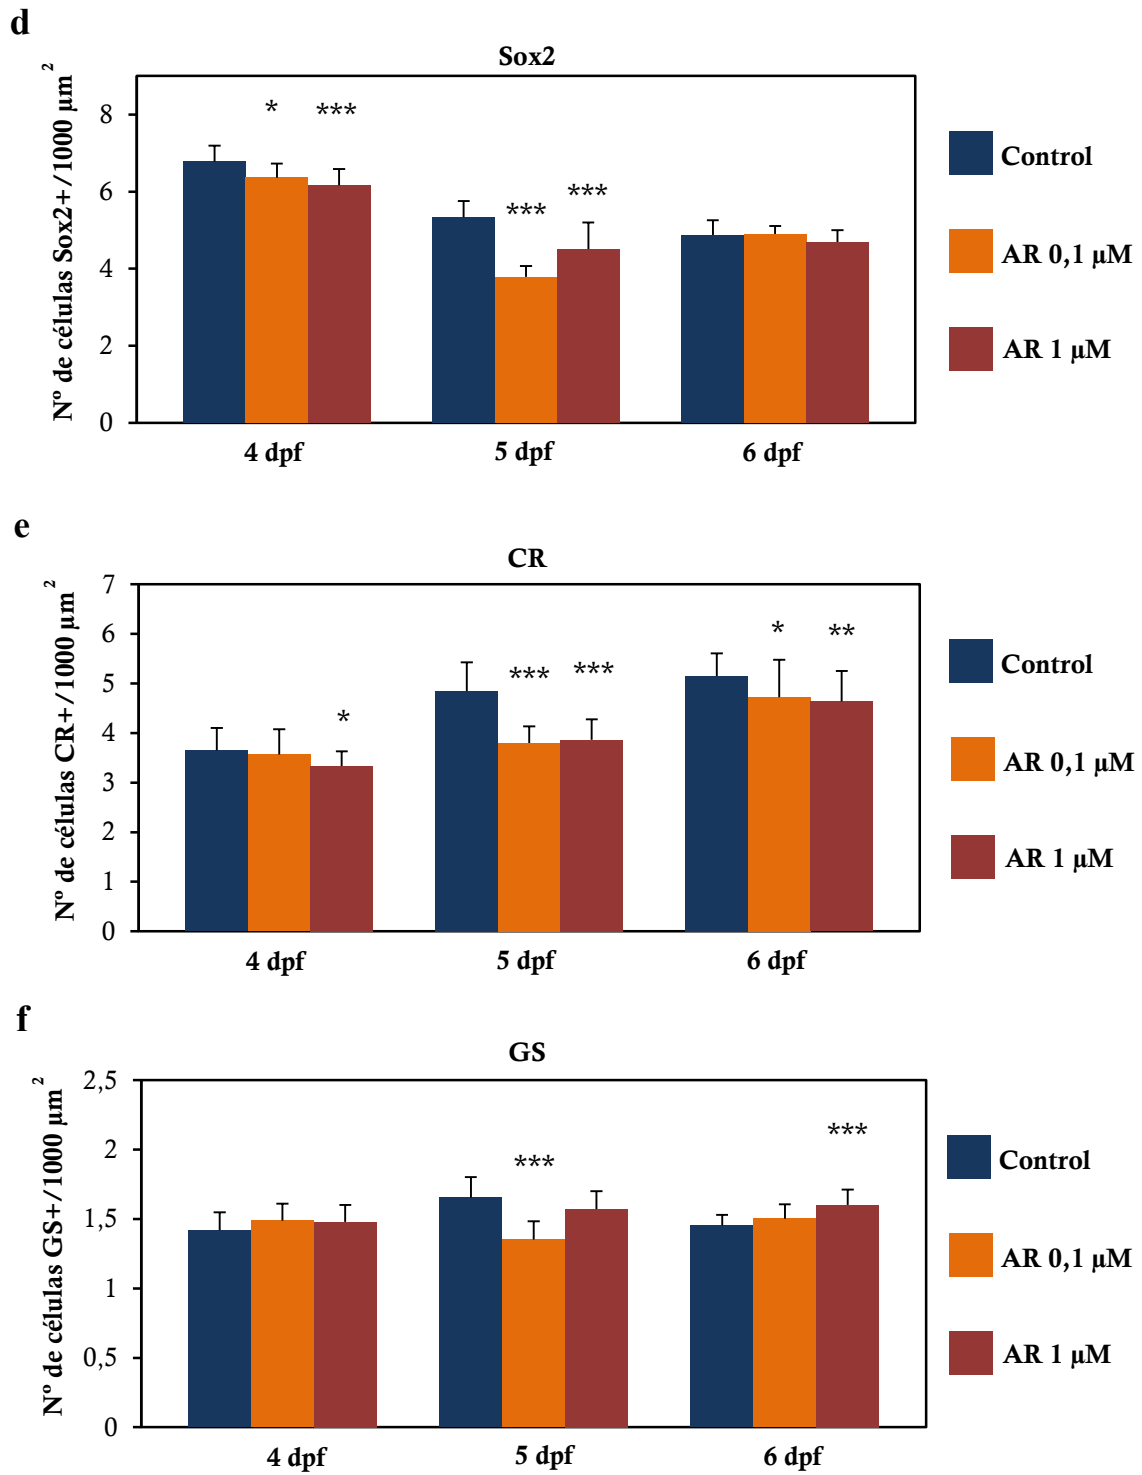 d
Sox2
Nº de células Sox2+/1000 µm²
8
6
4
2
0
* ***
*** ***
4 dpf 5 dpf 6 dpf
Control
AR 0,1 µM
AR 1 µM
e
CR
Nº de células CR+/1000 µm²
7
6
5
4
3
2
1
0
*
*** ***
* **
4 dpf 5 dpf 6 dpf
Control
AR 0,1 µM
AR 1 µM
f
GS
Nº de células GS+/1000 µm²
2,5
2
1,5
1
0,5
0
***
***
4 dpf 5 dpf 6 dpf
Control
AR 0,1 µM
AR 1 µM